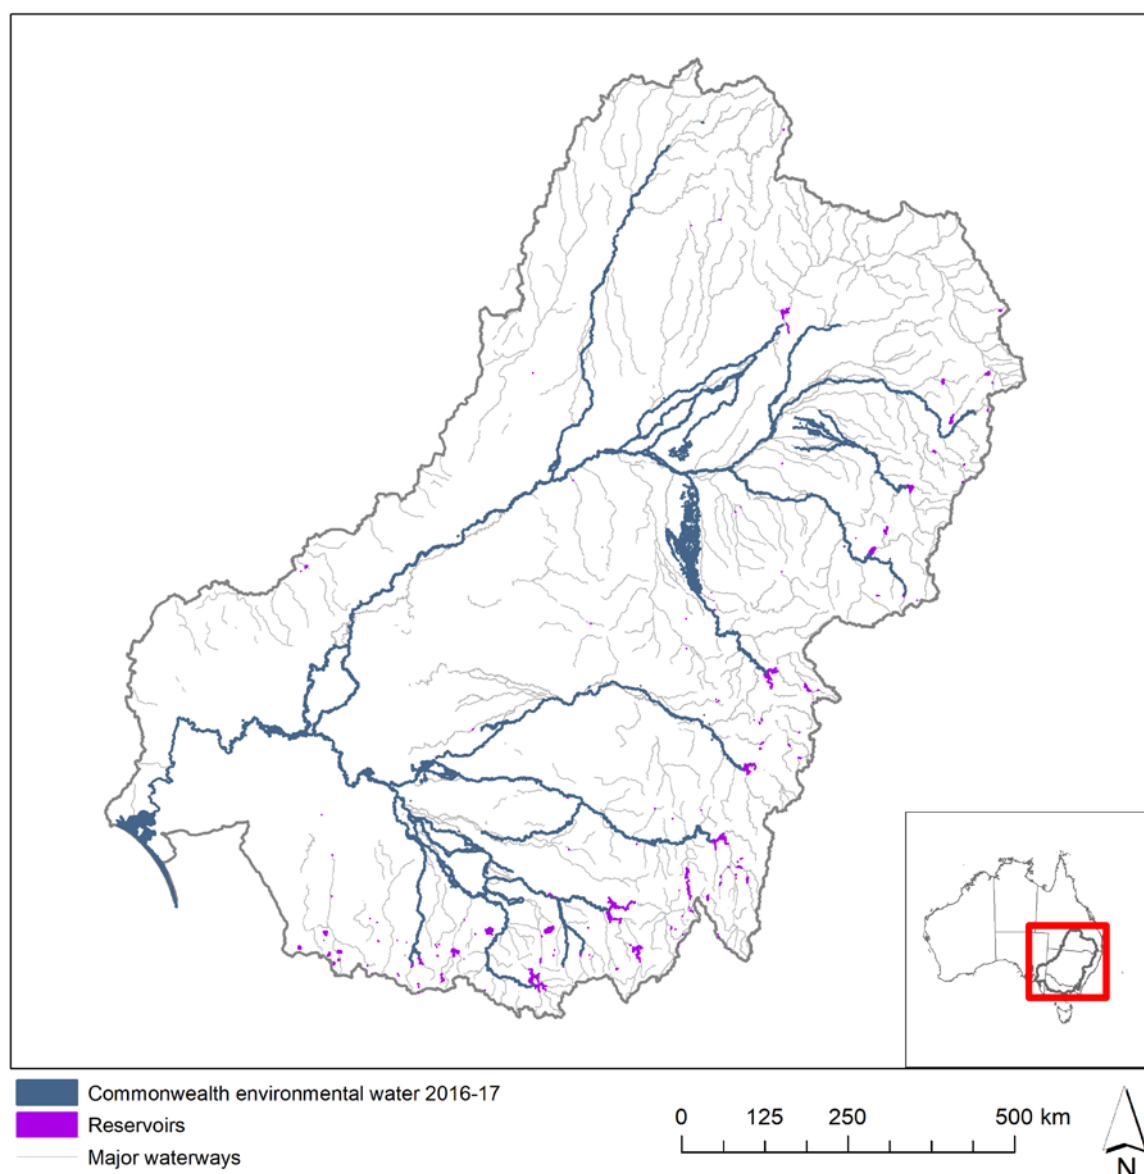 Commonwealth environmental water 2016-17
Reservoirs
Major waterways
0 125 250 500 km
N